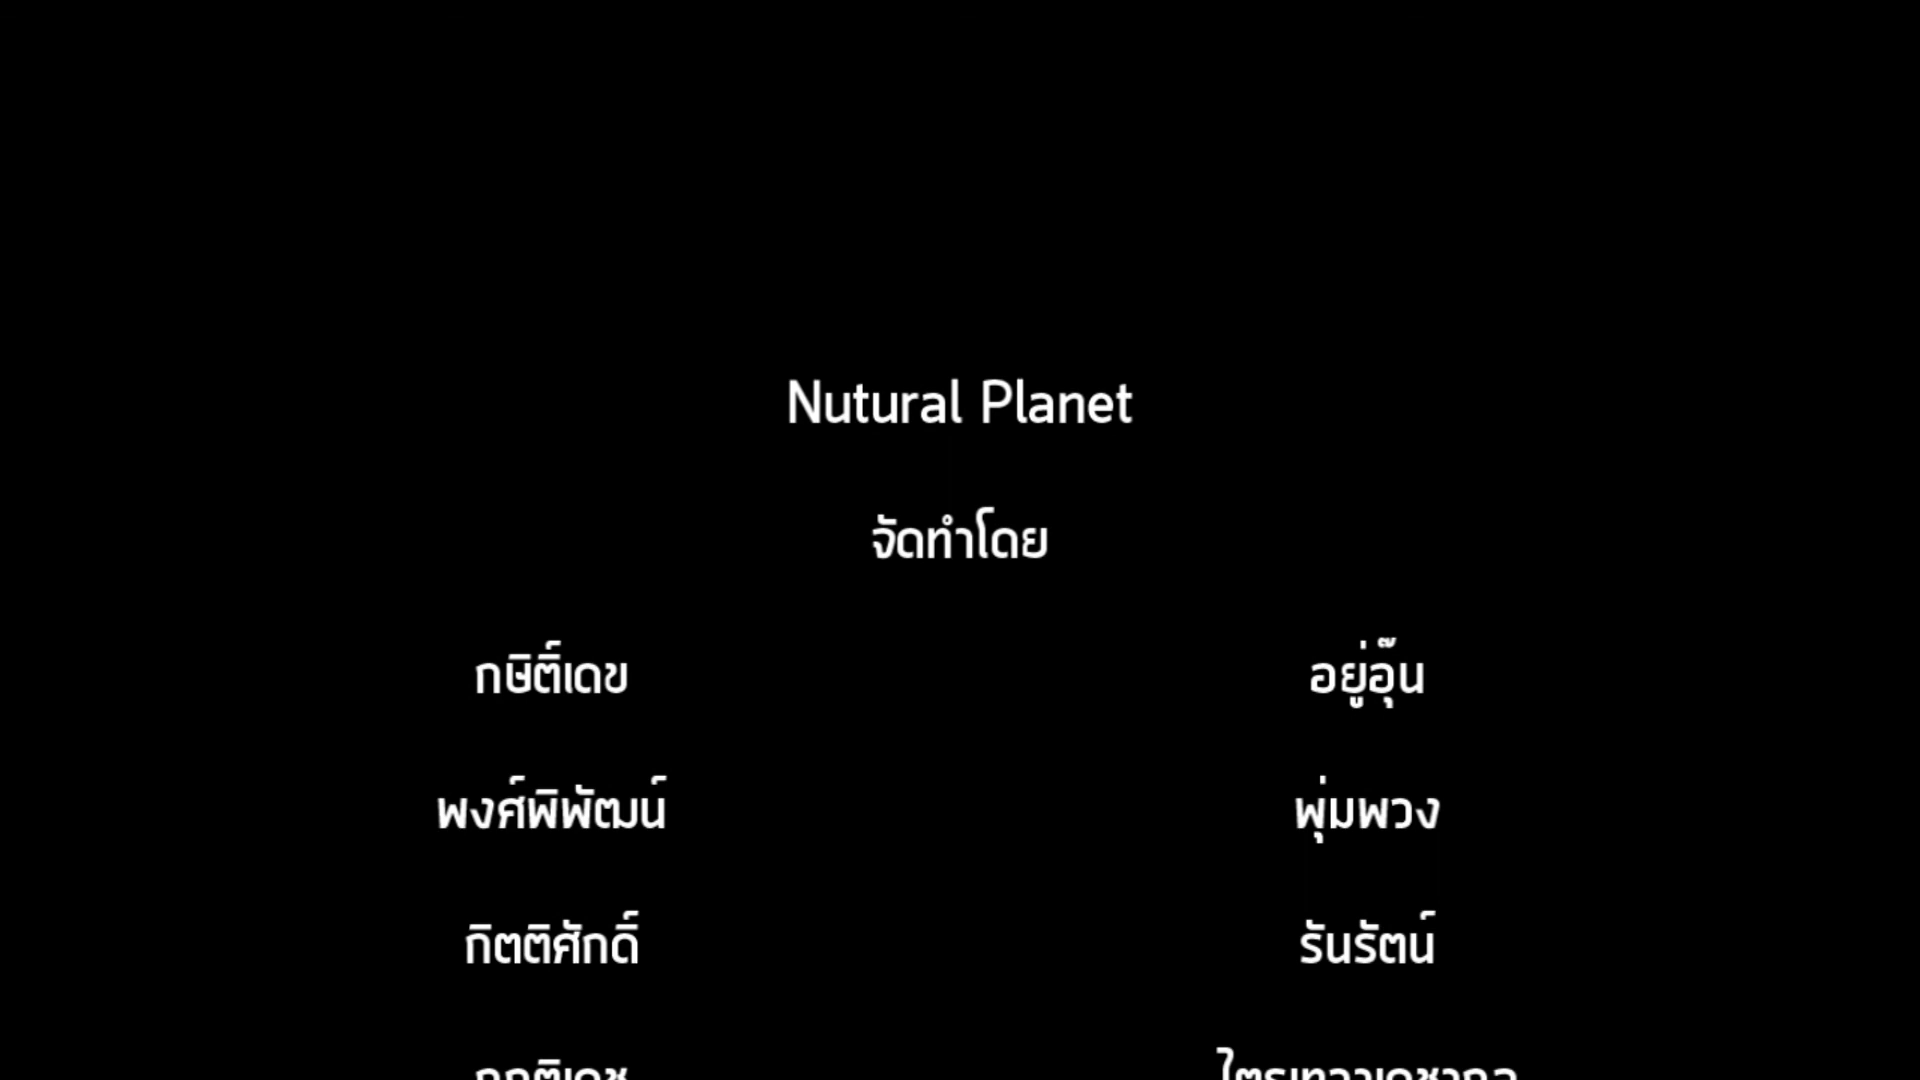 Nutural Planet
จัดทำโดย
กษิติ์เดข อยู่อุ๊น
พงศ์พิพัฒน์ พุ่มพวง
กิตติศักดิ์ รันรัตน์